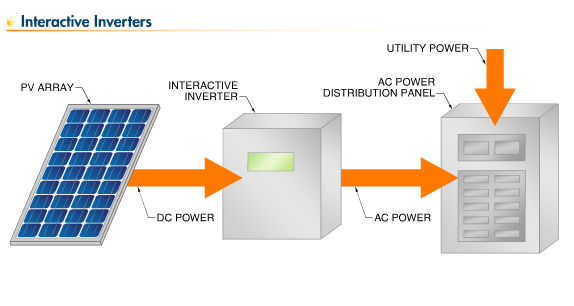 Interactive Inverters
UTILITY POWER
PV ARRAY
INTERACTIVE
INVERTER
AC POWER
DISTRIBUTION PANEL
DC POWER
AC POWER